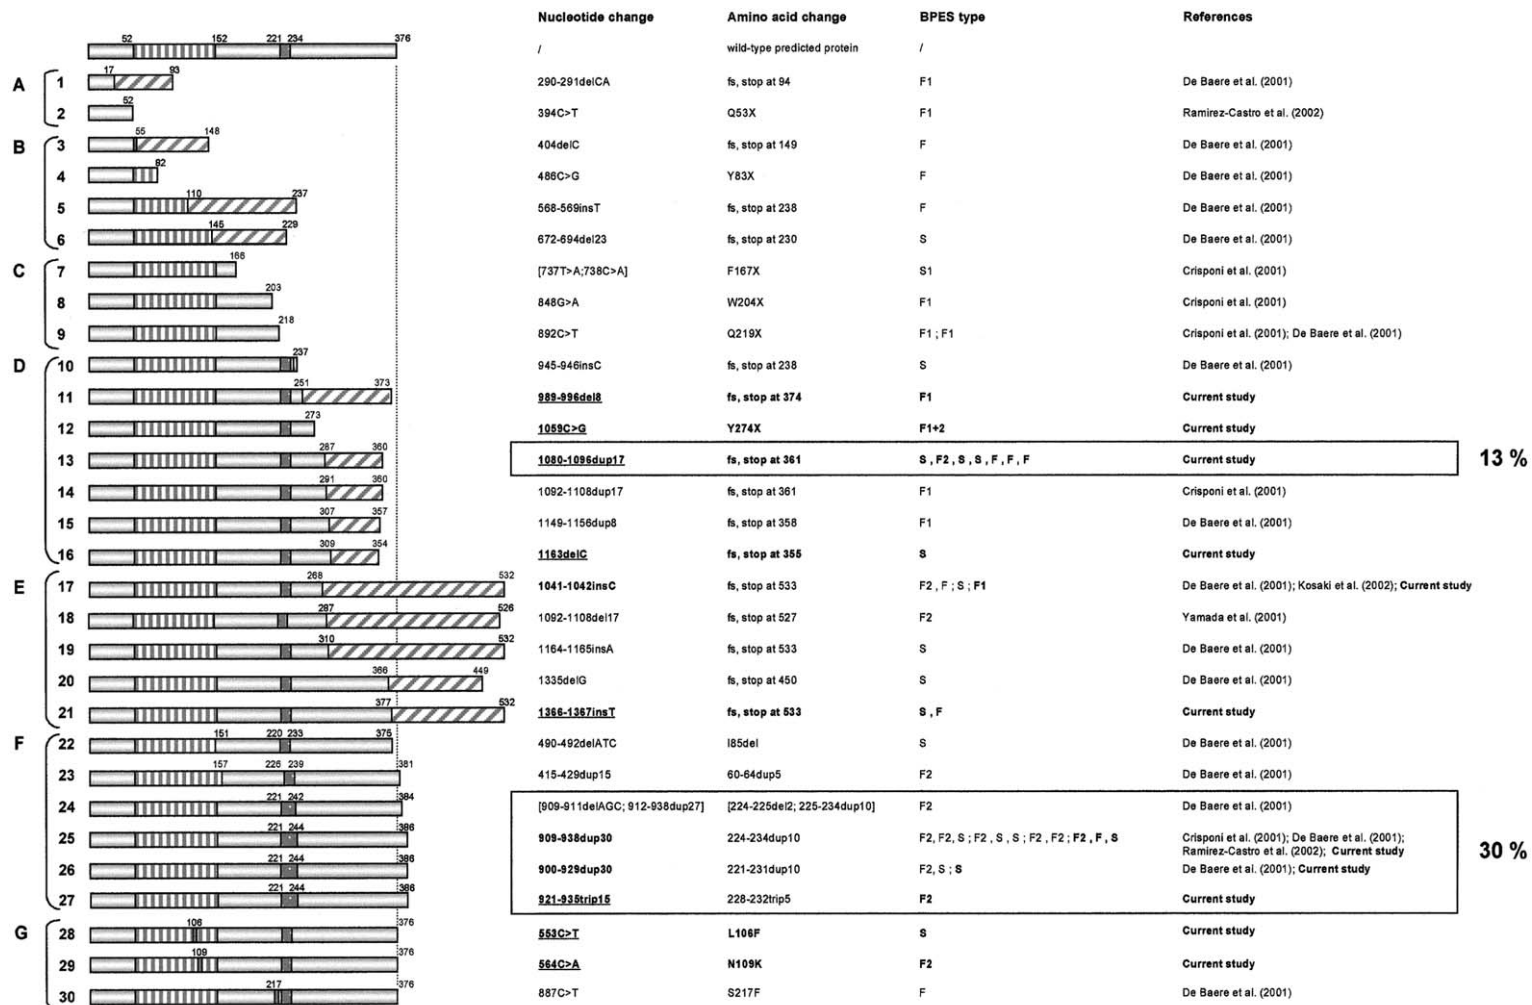 Nucleotide change Amino acid change BPES type References
52 152 221 234 376
/ wild-type predicted protein /
A 1 17 93 290-291delCA fs, stop at 94 F1 De Baere et al. (2001)
2 52 394C>T Q53X F1 Ramirez-Castro et al. (2002)
B 3 55 148 404delC fs, stop at 149 F De Baere et al. (2001)
4 82 486C>G Y83X F De Baere et al. (2001)
5 110 237 568-569insT fs, stop at 238 F De Baere et al. (2001)
6 145 229 672-694del23 fs, stop at 230 S De Baere et al. (2001)
C 7 166 [737T>A;738C>A] F167X S1 Crisponi et al. (2001)
8 203 848G>A W204X F1 Crisponi et al. (2001)
9 218 892C>T Q219X F1 ; F1 Crisponi et al. (2001); De Baere et al. (2001)
D 10 237 945-946insC fs, stop at 238 S De Baere et al. (2001)
11 251 373 989-996del8 fs, stop at 374 F1 Current study
12 273 1059C>G Y274X F1+2 Current study
13 287 360 1080-1096dup17 fs, stop at 361 S , F2 , S , S , F , F , F Current study 13 %
14 291 360 1092-1108dup17 fs, stop at 361 F1 Crisponi et al. (2001)
15 307 357 1149-1156dup8 fs, stop at 358 F1 De Baere et al. (2001)
16 309 354 1163delC fs, stop at 355 S Current study
E 17 268 532 1041-1042insC fs, stop at 533 F2 , F ; S ; F1 De Baere et al. (2001); Kosaki et al. (2002); Current study
18 287 526 1092-1108del17 fs, stop at 527 F2 Yamada et al. (2001)
19 310 532 1164-1165insA fs, stop at 533 S De Baere et al. (2001)
20 366 449 1335delG fs, stop at 450 S De Baere et al. (2001)
21 377 532 1366-1367insT fs, stop at 533 S , F Current study
F 22 151 220 233 375 490-492delATC I85del S De Baere et al. (2001)
23 157 226 239 381 415-429dup15 60-64dup5 F2 De Baere et al. (2001)
24 221 242 384 [909-911delAGC; 912-938dup27] [224-225del2; 225-234dup10] F2 De Baere et al. (2001)
25 221 244 386 909-938dup30 224-234dup10 F2, F2, S ; F2 , S , S ; F2 , F2 ; F2 , F , S Crisponi et al. (2001); De Baere et al. (2001);
Ramirez-Castro et al. (2002); Current study 30 %
26 221 244 386 900-929dup30 221-231dup10 F2, S ; S De Baere et al. (2001); Current study
27 221 244 386 921-935trip15 228-232trip5 F2 Current study
G 28 106 376 553C>T L106F S Current study
29 109 376 564C>A N109K F2 Current study
30 217 376 887C>T S217F F De Baere et al. (2001)